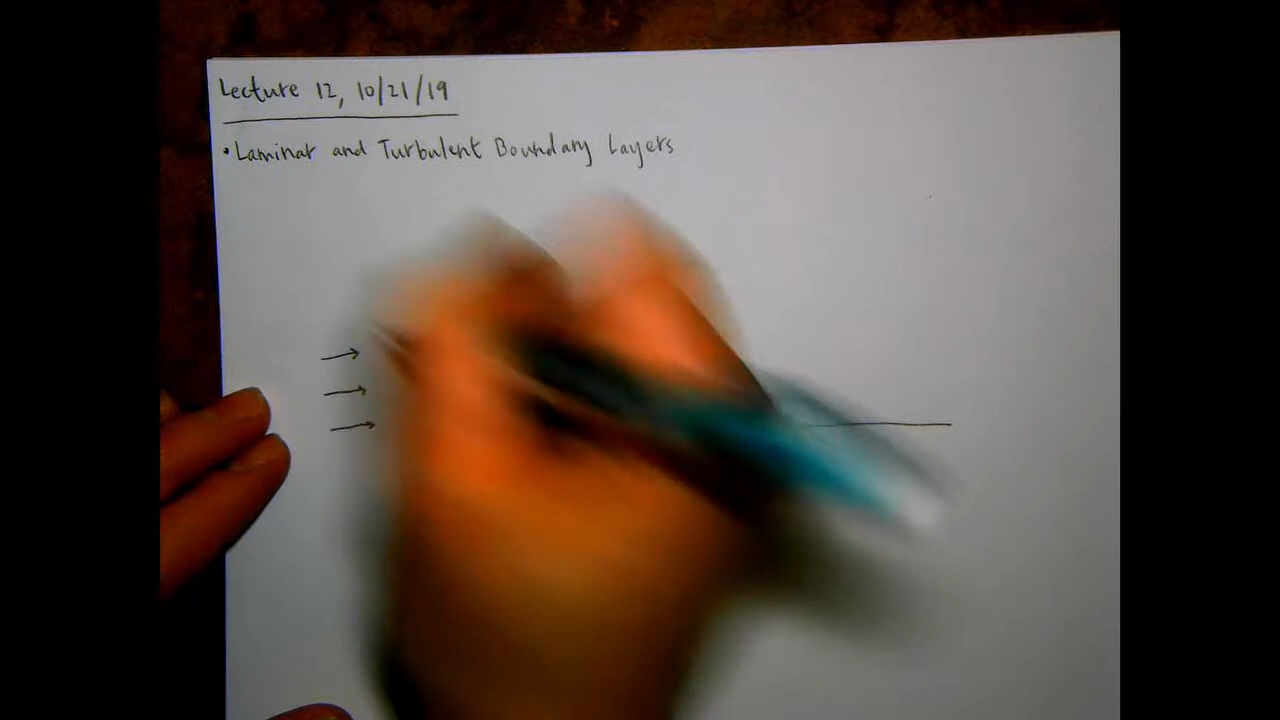 Lecture 12, 10/21/19
• Laminar and Turbulent Boundary Layers